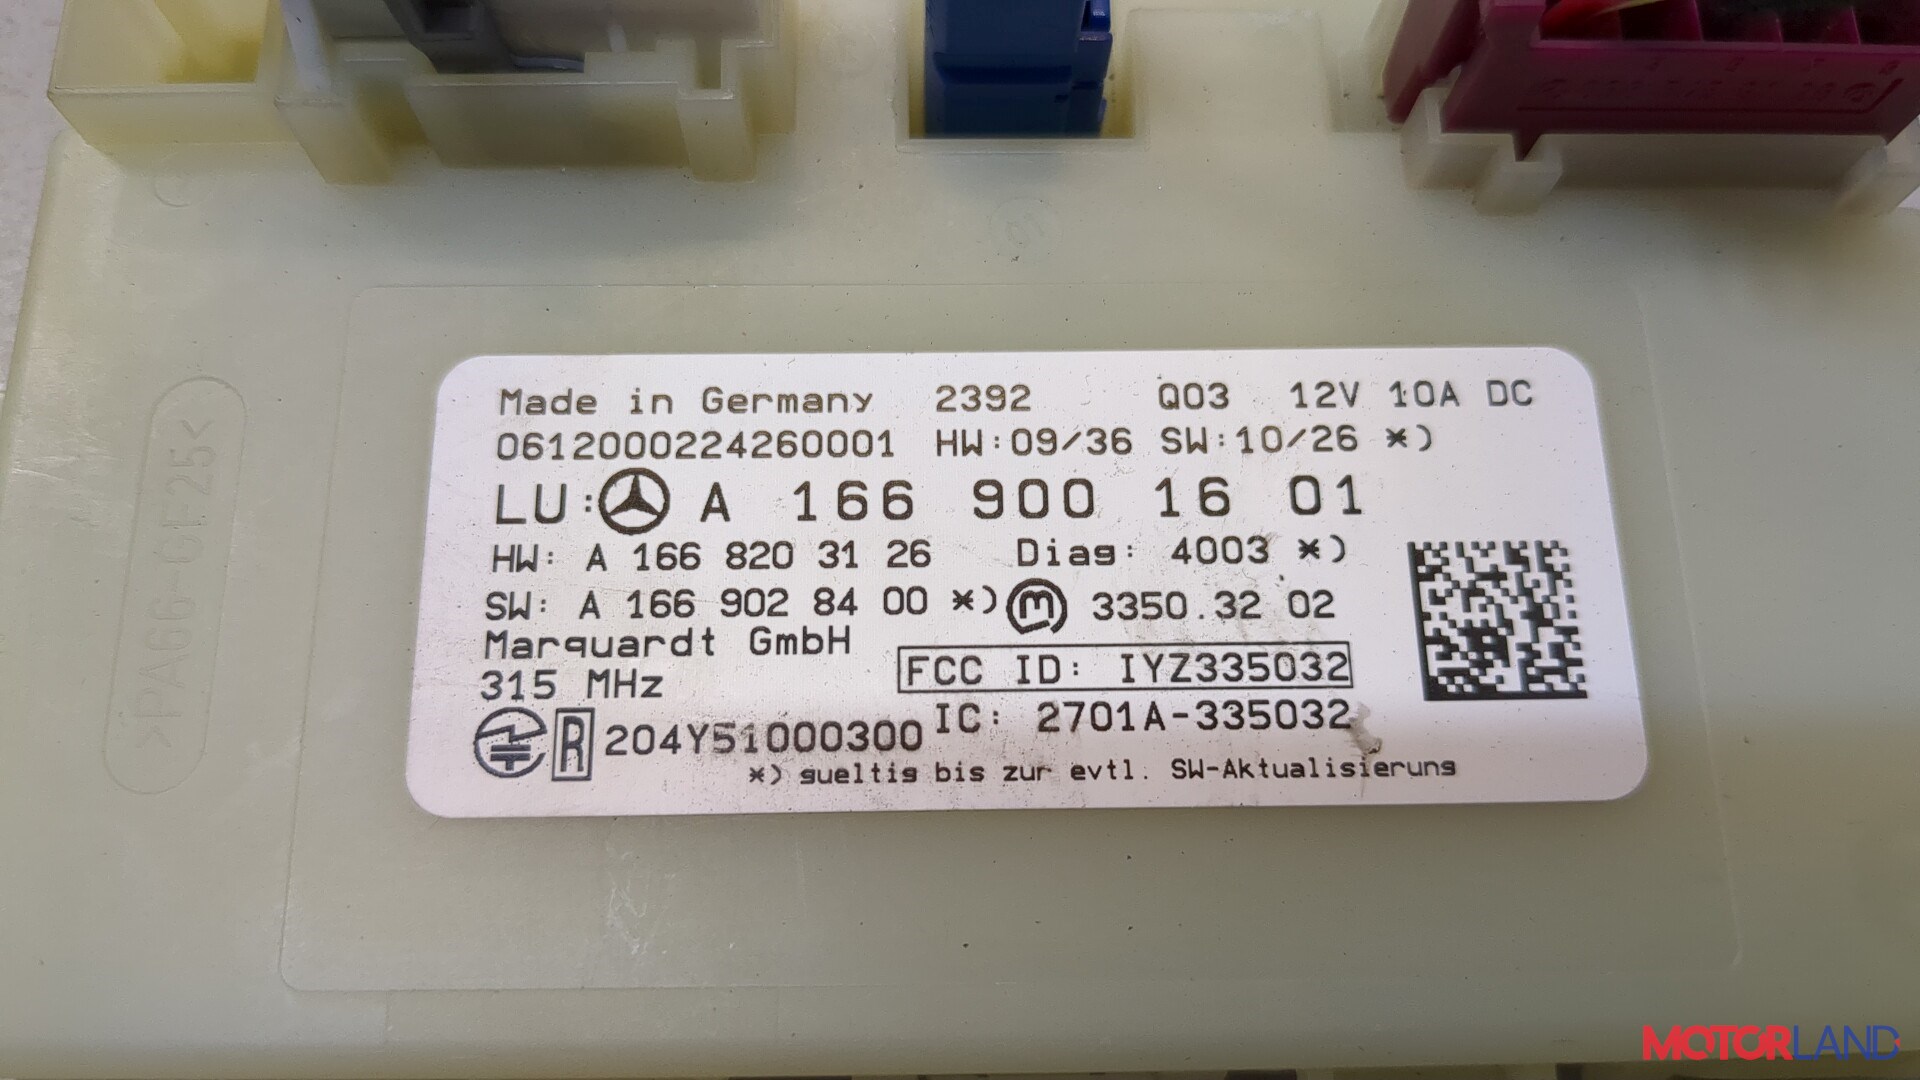 Made in Germany 2392 Q03 12V 10A DC
0612000224260001 HW:09/36 SW:10/26 *)
LU: A 166 900 16 01
HW: A 166 820 31 26 Diag: 4003 *)
SW: A 166 902 84 00 *) m 3350.32 02
Marquardt GmbH
315 MHz
FCC ID: IYZ335032
R 204Y51000300 IC: 2701A-335032
*) gueltig bis zur evtl. SW-Aktualisierung
>PA66-GF25<
MOTORLAND